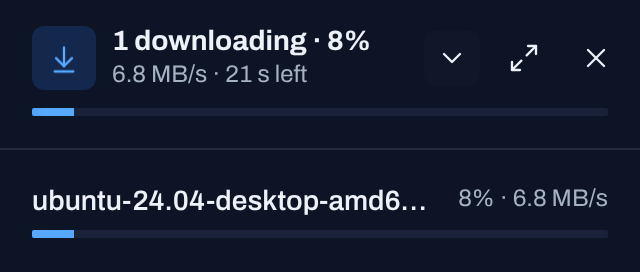 1 downloading · 8%
6.8 MB/s · 21 s left
ubuntu-24.04-desktop-amd6… 8% · 6.8 MB/s